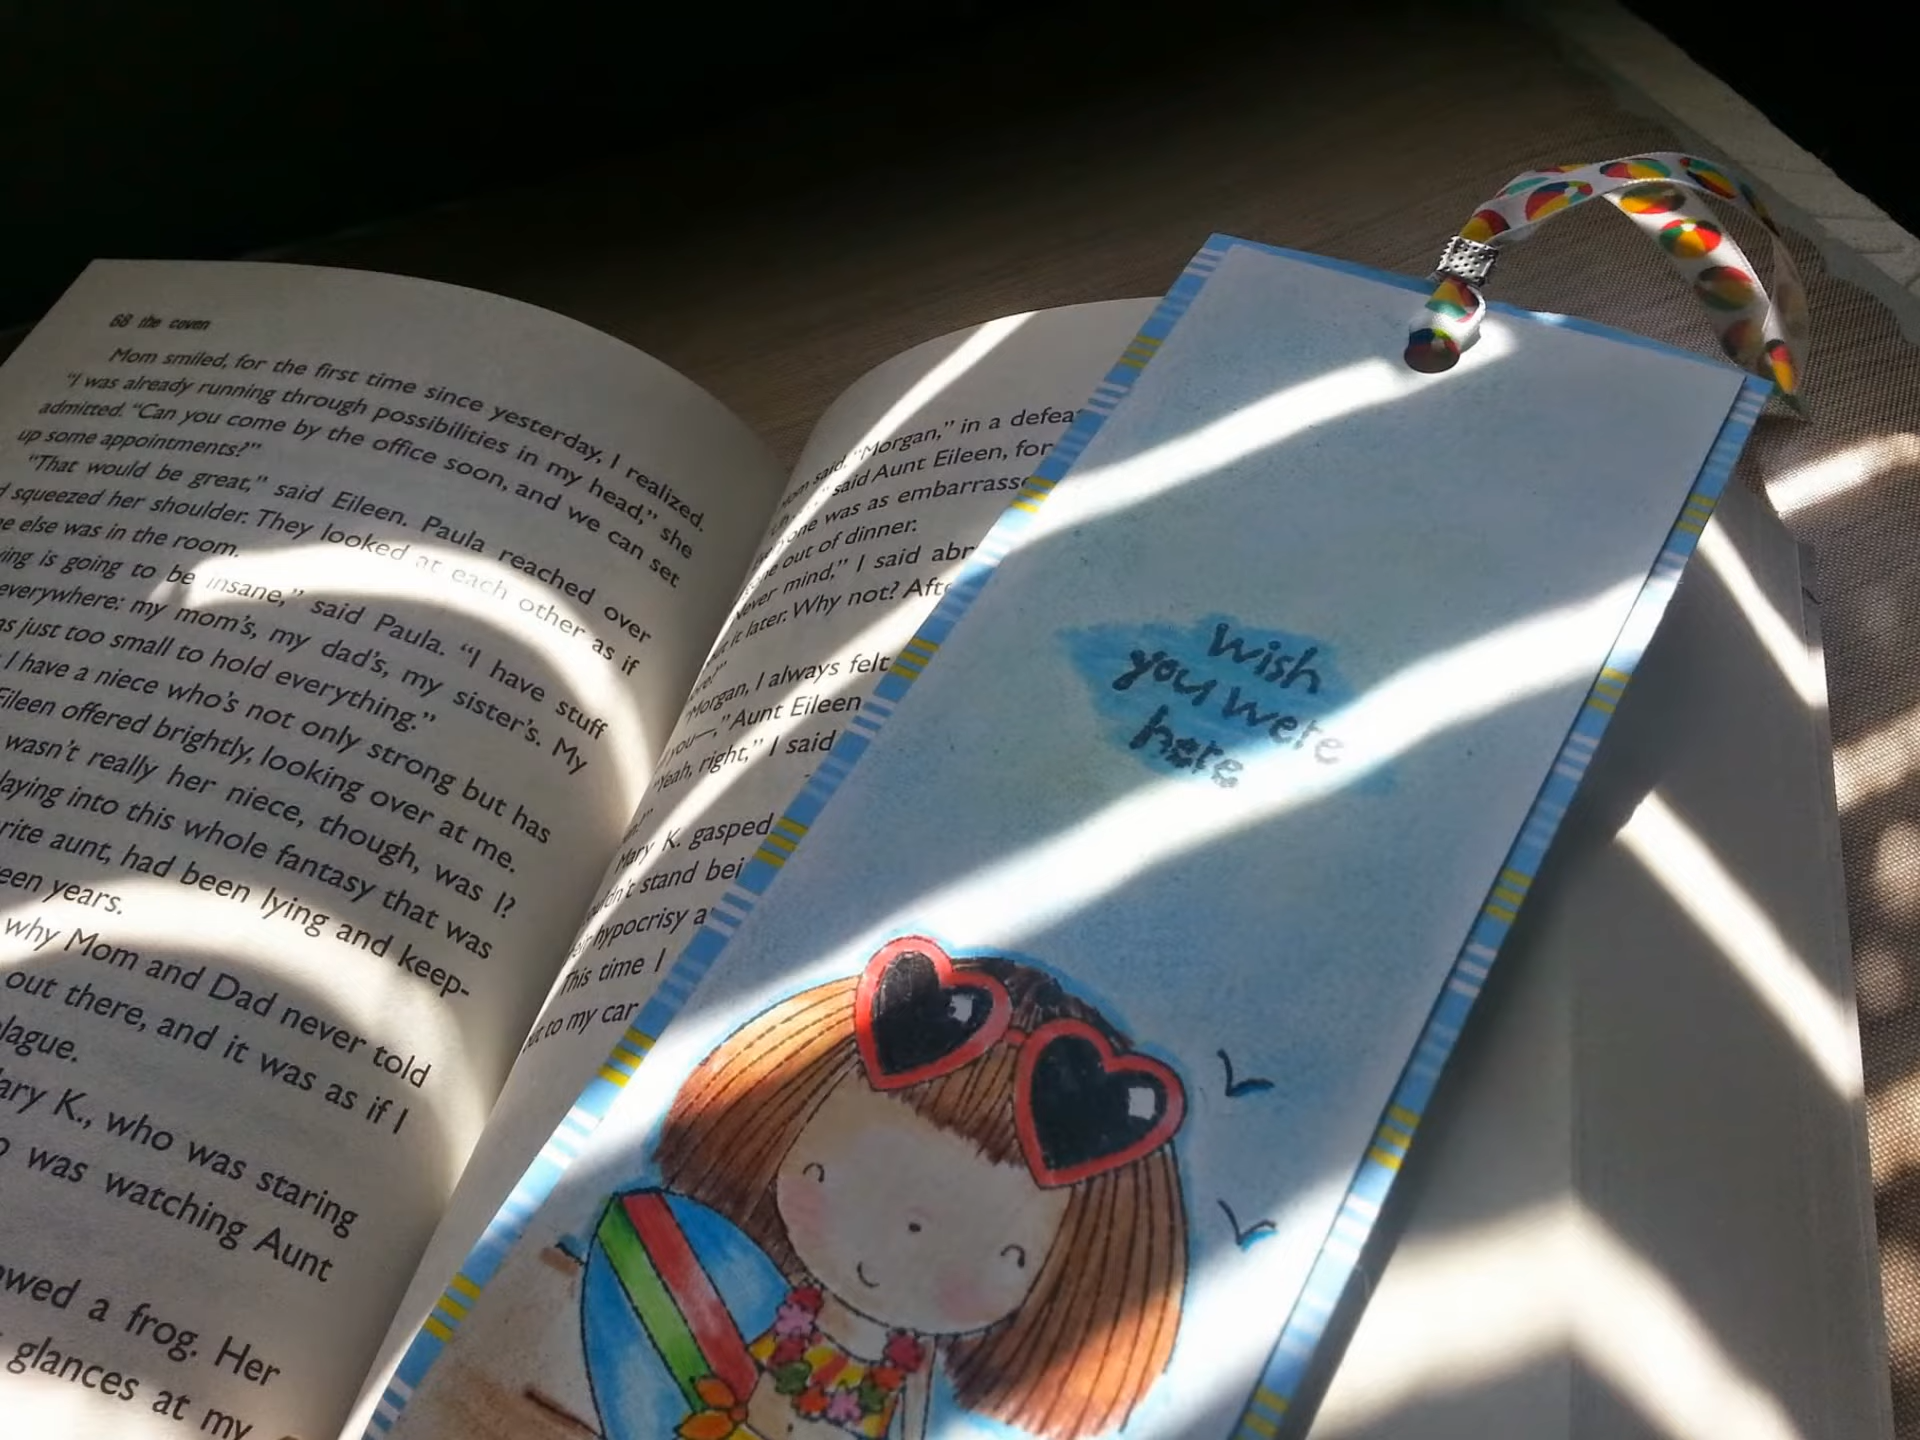 68 the coven
Mom smiled, for the first time since yesterday, I realized.
"I was already running through possibilities in my head," she
admitted. "Can you come by the office soon, and we can set
up some appointments?"
"That would be great," said Eileen. Paula reached over
squeezed her shoulder. They looked at each other as if
else was in the room.
is going to be insane," said Paula. "I have stuff
everywhere: my mom's, my dad's, my sister's. My
just too small to hold everything."
I have a niece who's not only strong but has
Eileen offered brightly, looking over at me.
wasn't really her niece, though, was I?
into this whole fantasy that was
aunt, had been lying and keep-
years.
why Mom and Dad never told
out there, and it was as if I
K., who was staring
was watching Aunt
a frog. Her
glances at my
said. "Morgan," in a
said Aunt Eileen, for
was as
out of dinner.
mind," I said
it later. Why not?
"Morgan, I always felt
you—," Aunt Eileen
"Yeah, right," I said
Mary K. gasped
stand
hypocrisy
This time I
to my car
Wish
you were
here